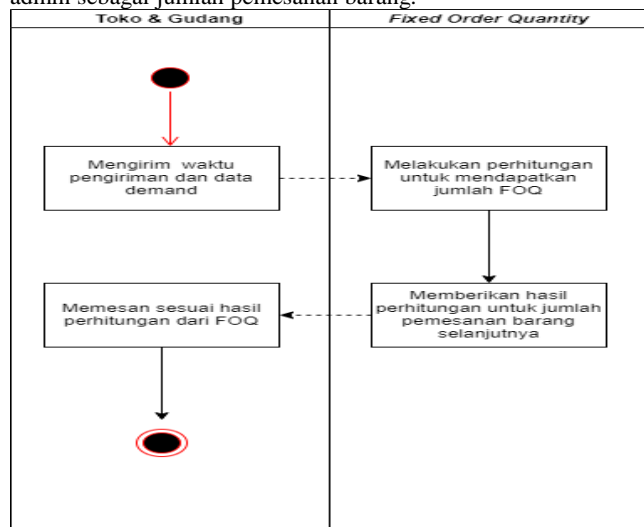 admin sebagai jumlah pemesanan barang.
Toko & Gudang
Fixed Order Quantity
Mengirim waktu
pengiriman dan data
demand
Melakukan perhitungan
untuk mendapatkan
jumlah FOQ
Memberikan hasil
perhitungan untuk jumlah
pemesanan barang
selanjutnya
Memesan sesuai hasil
perhitungan dari FOQ